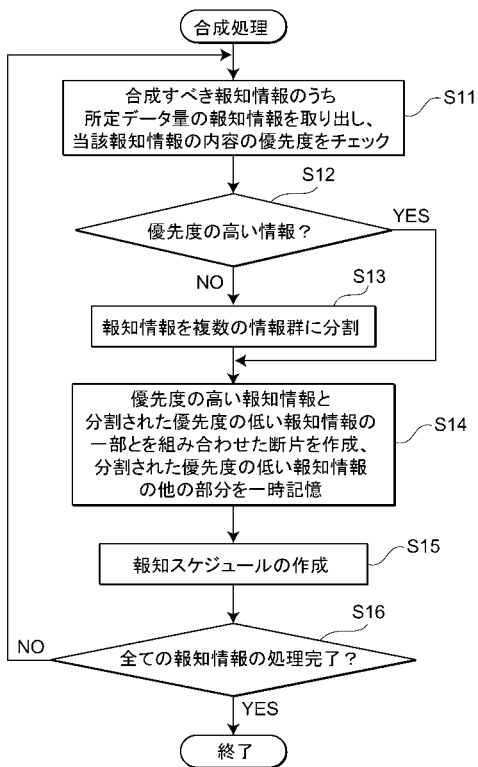 合成処理
合成すべき報知情報のうち
所定データ量の報知情報を取り出し、
当該報知情報の内容の優先度をチェック
S11
S12
優先度の高い情報?
YES
NO
S13
報知情報を複数の情報群に分割
優先度の高い報知情報と
分割された優先度の低い報知情報の
一部とを組み合わせた断片を作成、
分割された優先度の低い報知情報
の他の部分を一時記憶
S14
報知スケジュールの作成
S15
S16
NO
全ての報知情報の処理完了?
YES
終了